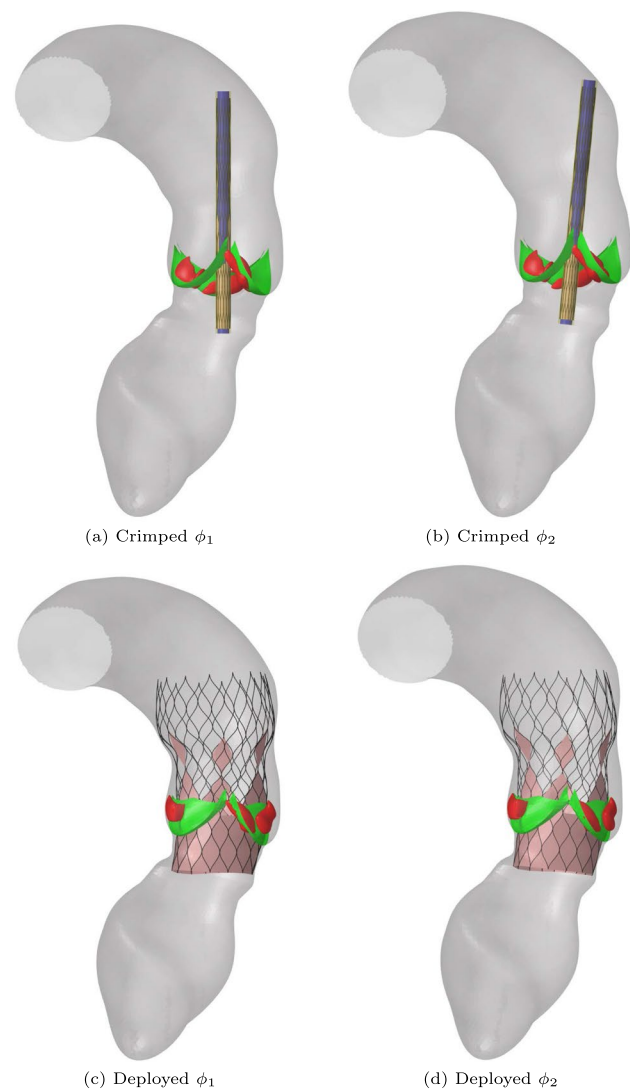 (a) Crimped ϕ₁
(b) Crimped ϕ₂
(c) Deployed ϕ₁
(d) Deployed ϕ₂